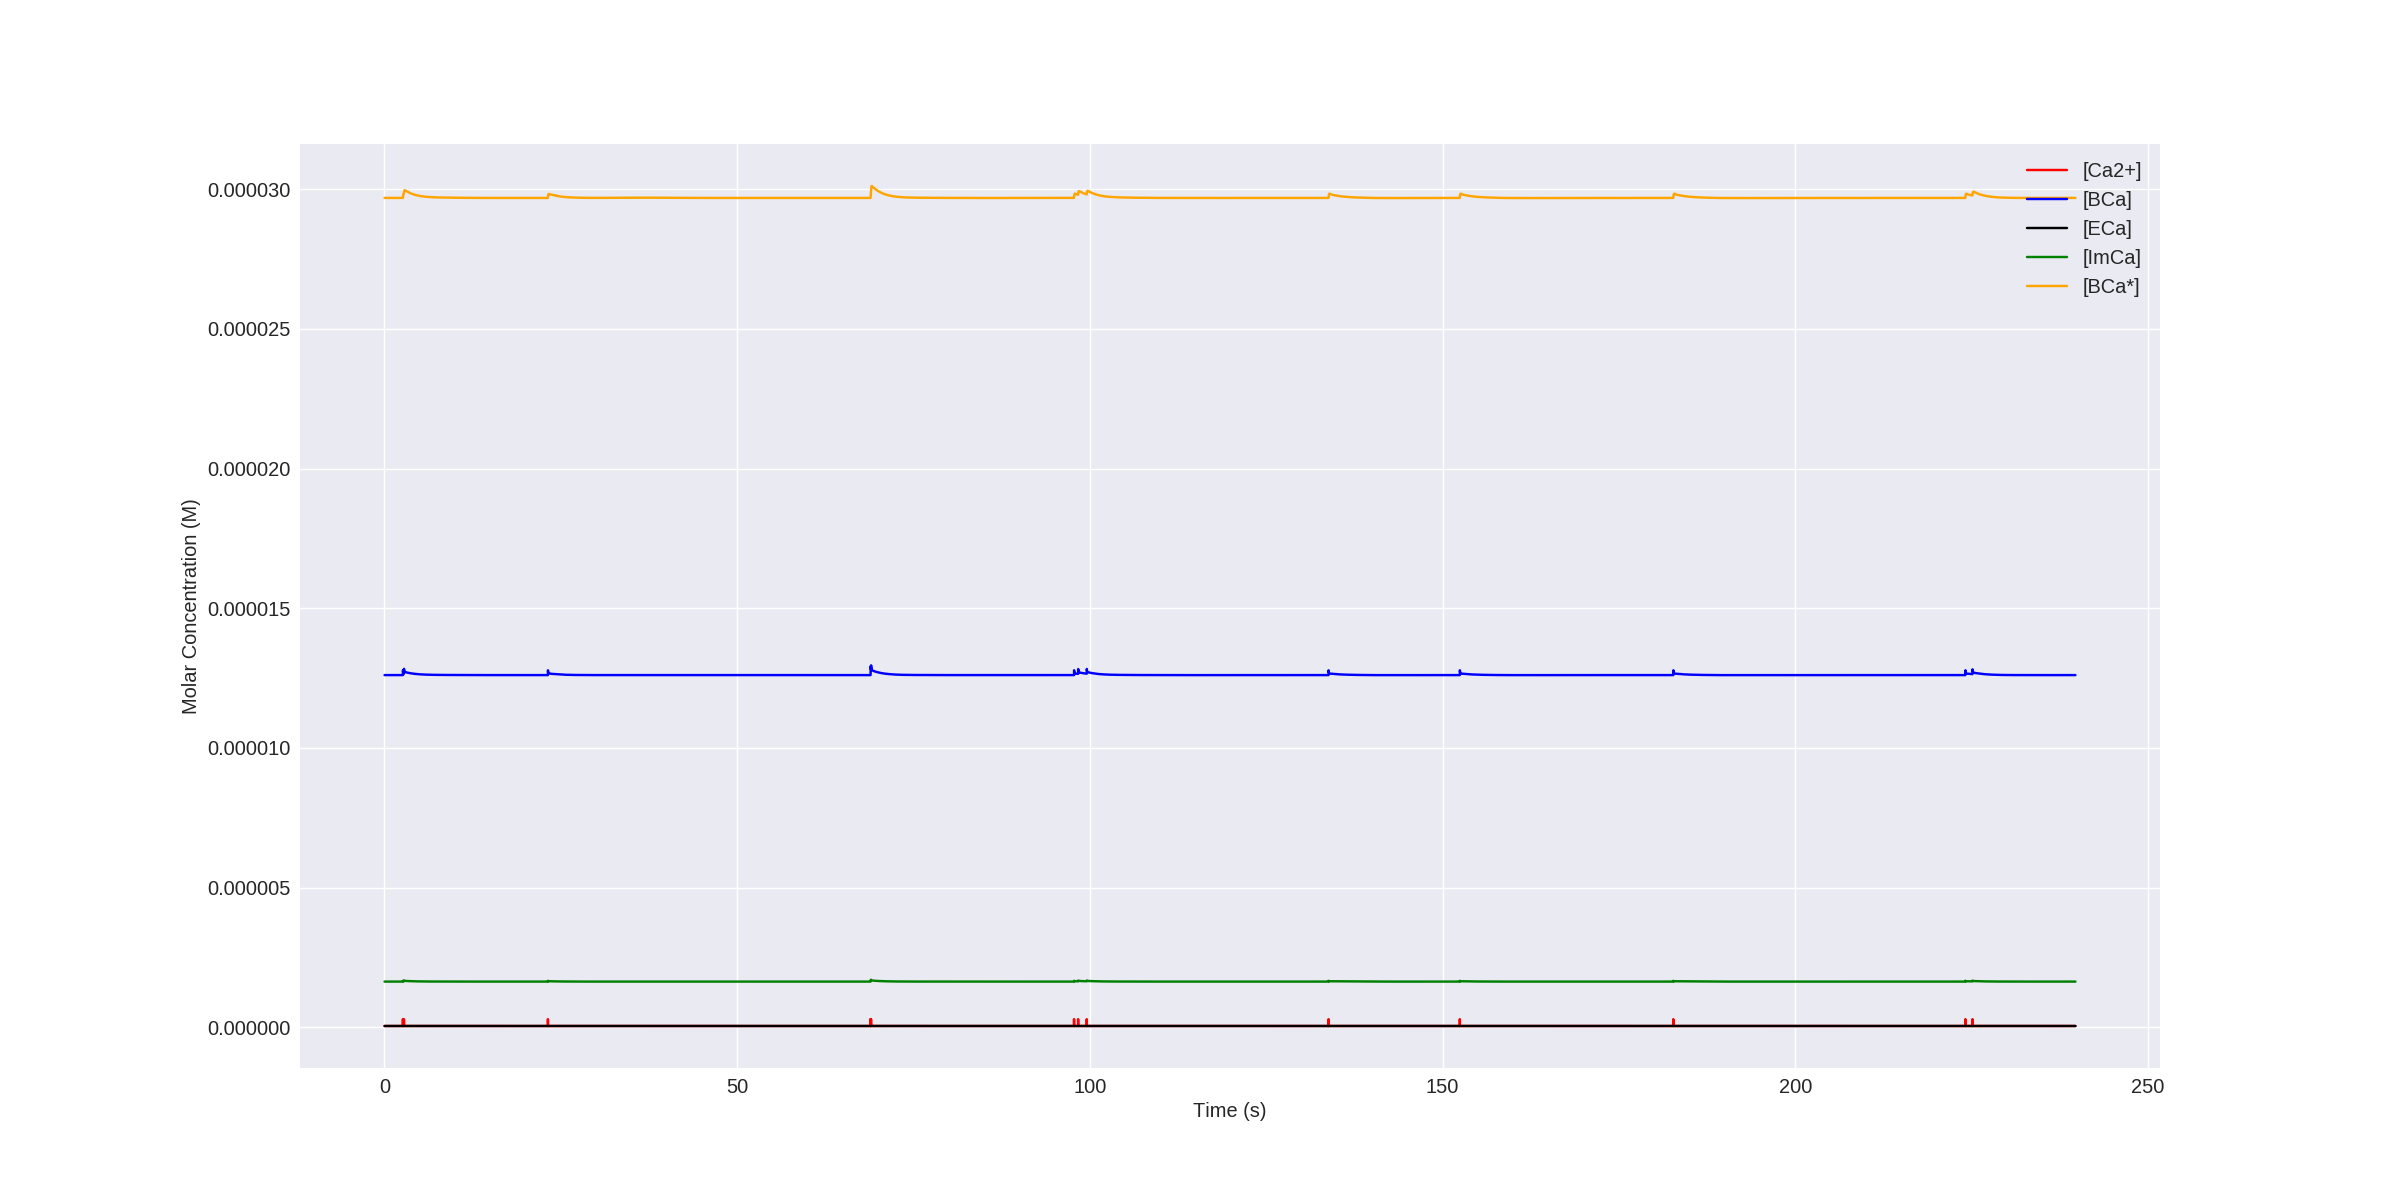 0.000030
0.000025
0.000020
0.000015
0.000010
0.000005
0.000000
Molar Concentration (M)
0
50
100
150
200
250
Time (s)
[Ca2+]
[BCa]
[ECa]
[ImCa]
[BCa*]